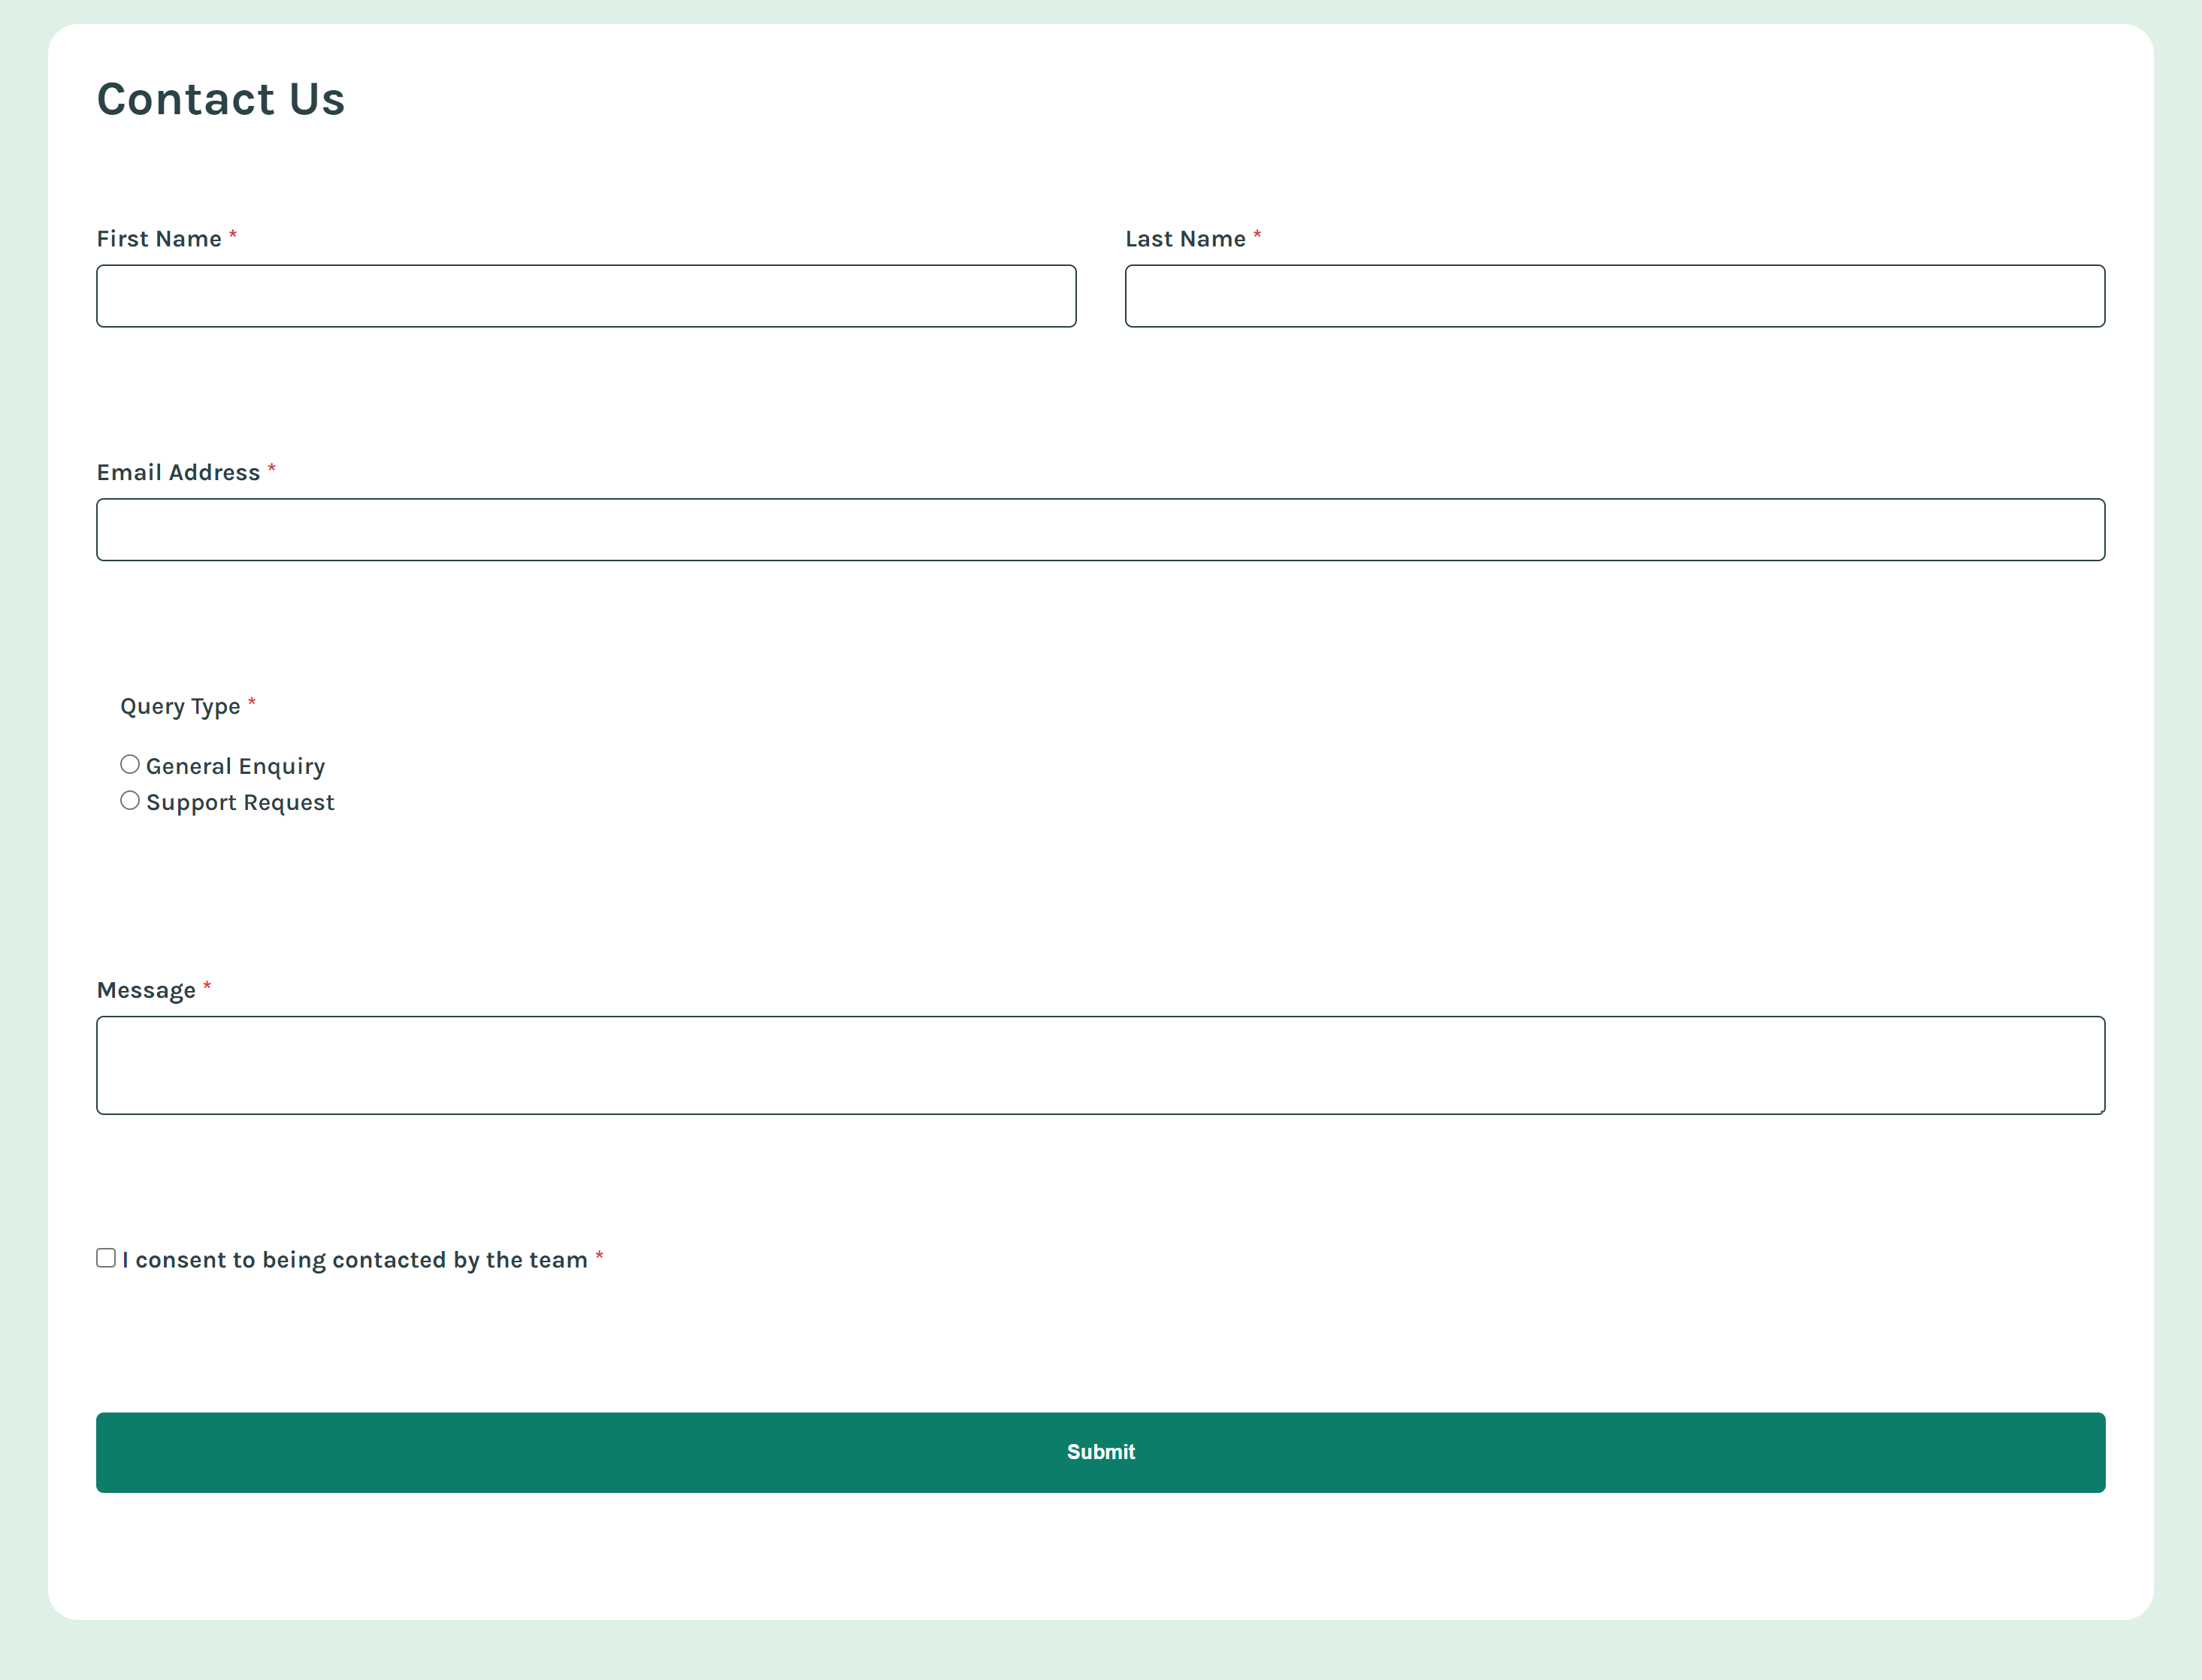 Contact Us
First Name * Last Name *
Email Address *
Query Type *
General Enquiry
Support Request
Message *
I consent to being contacted by the team *
Submit